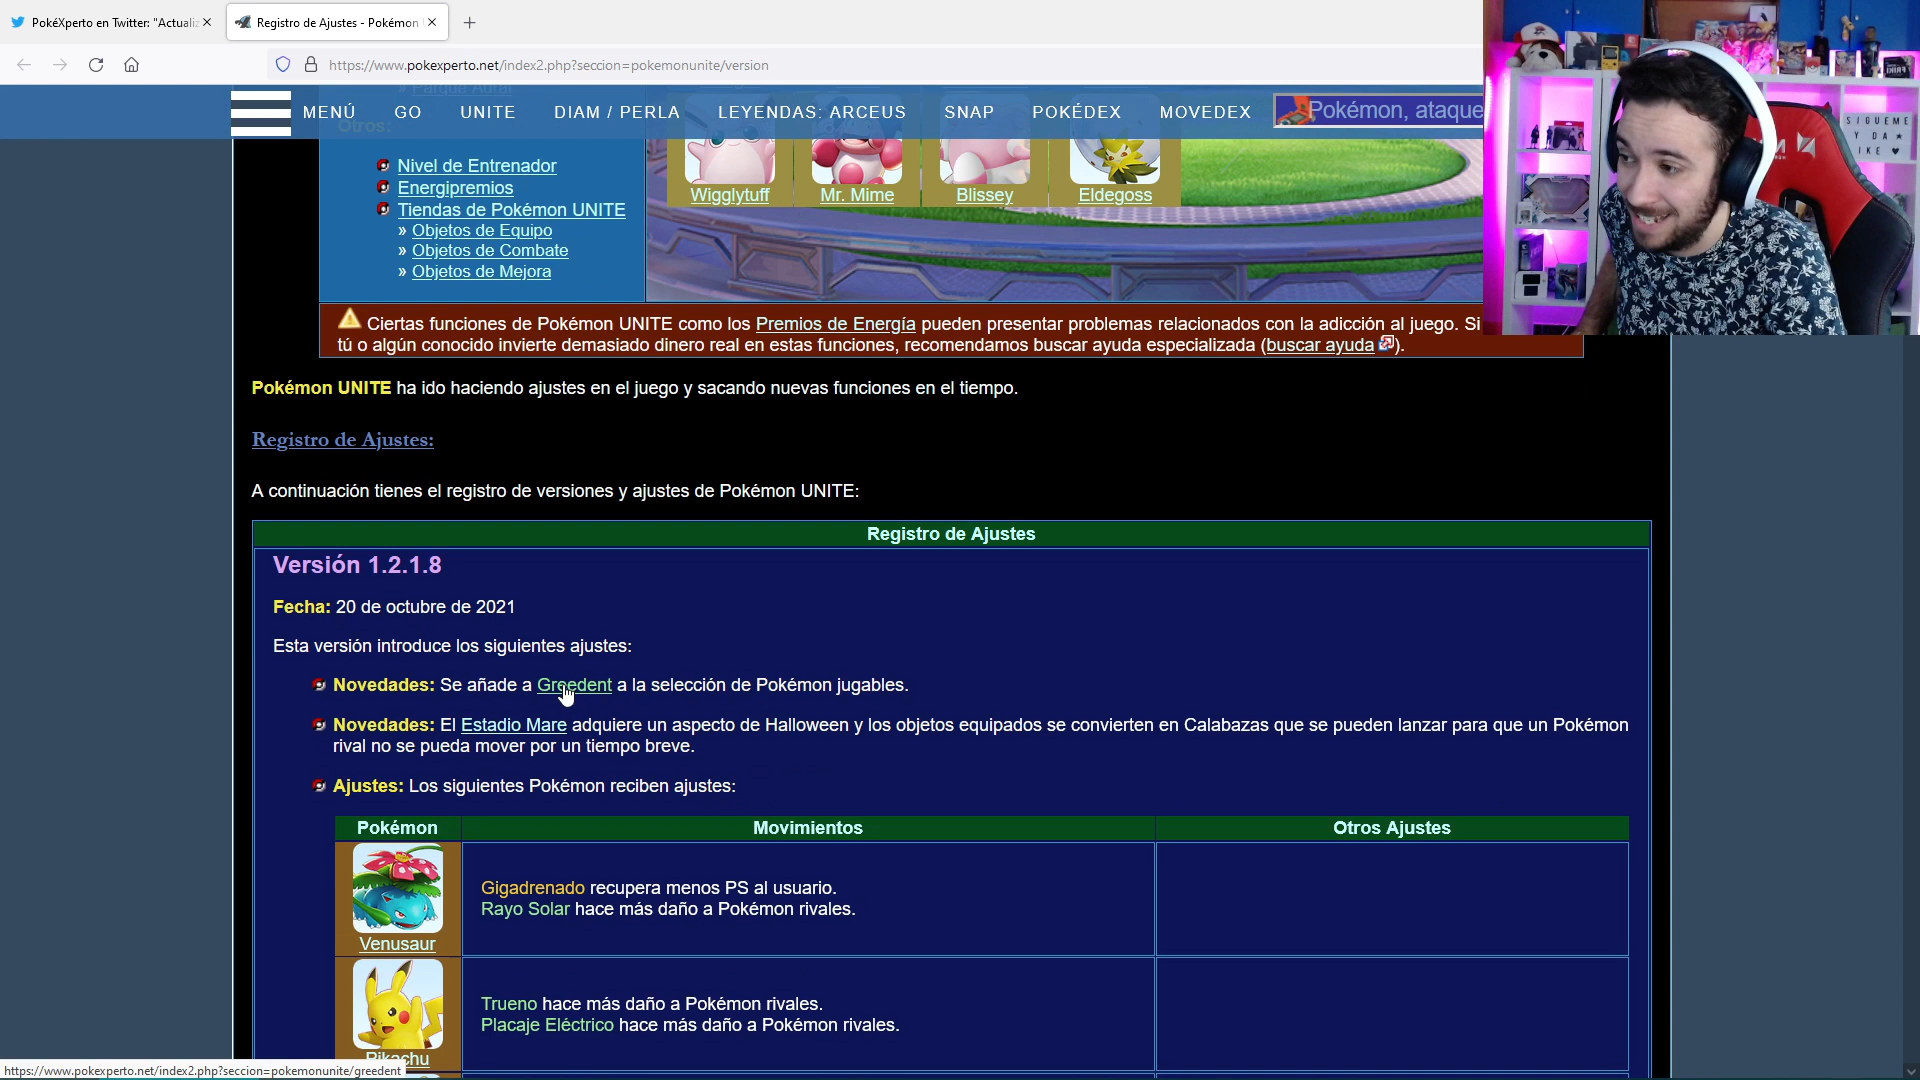 PokéXperto en Twitter: "Actualiz
Registro de Ajustes - Pokémon
https://www.pokexperto.net/index2.php?seccion=pokemonunite/version
MENÚ GO UNITE DIAM / PERLA LEYENDAS: ARCEUS SNAP POKÉDEX MOVEDEX Pokémon, ataque
» Parque Aural
Otros:
Nivel de Entrenador
Energipremios
Tiendas de Pokémon UNITE
» Objetos de Equipo
» Objetos de Combate
» Objetos de Mejora
Wigglytuff Mr. Mime Blissey Eldegoss
SIGUEME
Y DA ★
LIKE ♥
Ciertas funciones de Pokémon UNITE como los Premios de Energía pueden presentar problemas relacionados con la adicción al juego. Si
tú o algún conocido invierte demasiado dinero real en estas funciones, recomendamos buscar ayuda especializada (buscar ayuda ).
Pokémon UNITE ha ido haciendo ajustes en el juego y sacando nuevas funciones en el tiempo.
Registro de Ajustes:
A continuación tienes el registro de versiones y ajustes de Pokémon UNITE:
Registro de Ajustes
Versión 1.2.1.8
Fecha: 20 de octubre de 2021
Esta versión introduce los siguientes ajustes:
Novedades: Se añade a Greedent a la selección de Pokémon jugables.
Novedades: El Estadio Mare adquiere un aspecto de Halloween y los objetos equipados se convierten en Calabazas que se pueden lanzar para que un Pokémon
rival no se pueda mover por un tiempo breve.
Ajustes: Los siguientes Pokémon reciben ajustes:
Pokémon Movimientos Otros Ajustes
Gigadrenado recupera menos PS al usuario.
Rayo Solar hace más daño a Pokémon rivales.
Venusaur
Trueno hace más daño a Pokémon rivales.
Placaje Eléctrico hace más daño a Pokémon rivales.
Pikachu
https://www.pokexperto.net/index2.php?seccion=pokemonunite/greedent